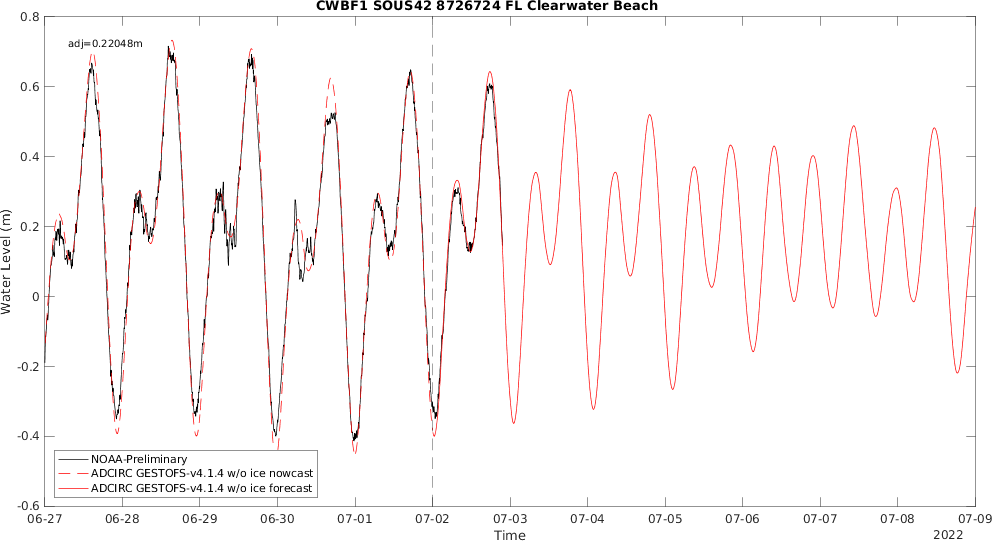 CWBF1 SOUS42 8726724 FL Clearwater Beach
0.8
adj=0.22048m
0.6
0.4
0.2
0
-0.2
-0.4
-0.6
Water Level (m)
NOAA-Preliminary
ADCIRC GESTOFS-v4.1.4 w/o ice nowcast
ADCIRC GESTOFS-v4.1.4 w/o ice forecast
06-27 06-28 06-29 06-30 07-01 07-02 07-03 07-04 07-05 07-06 07-07 07-08 07-09
Time
2022